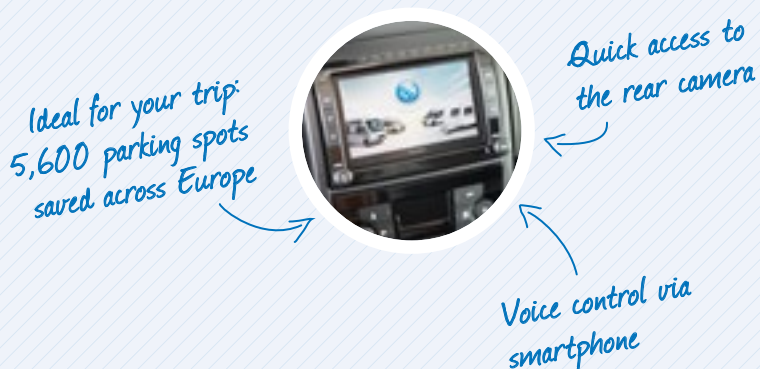 Ideal for your trip:
5,600 parking spots
saved across Europe
Quick access to
the rear camera
Voice control via
smartphone